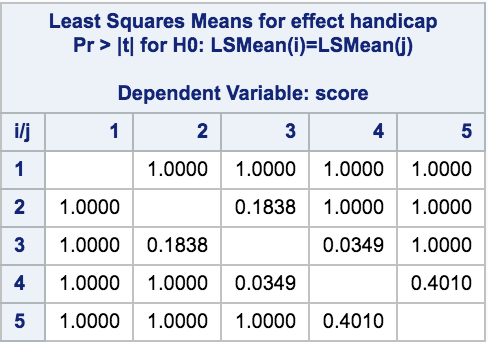 Least Squares Means for effect handicap
Pr > |t| for H0: LSMean(i)=LSMean(j)
Dependent Variable: score
i/j 1 2 3 4 5
1 1.0000 1.0000 1.0000 1.0000
2 1.0000 0.1838 1.0000 1.0000
3 1.0000 0.1838 0.0349 1.0000
4 1.0000 1.0000 0.0349 0.4010
5 1.0000 1.0000 1.0000 0.4010